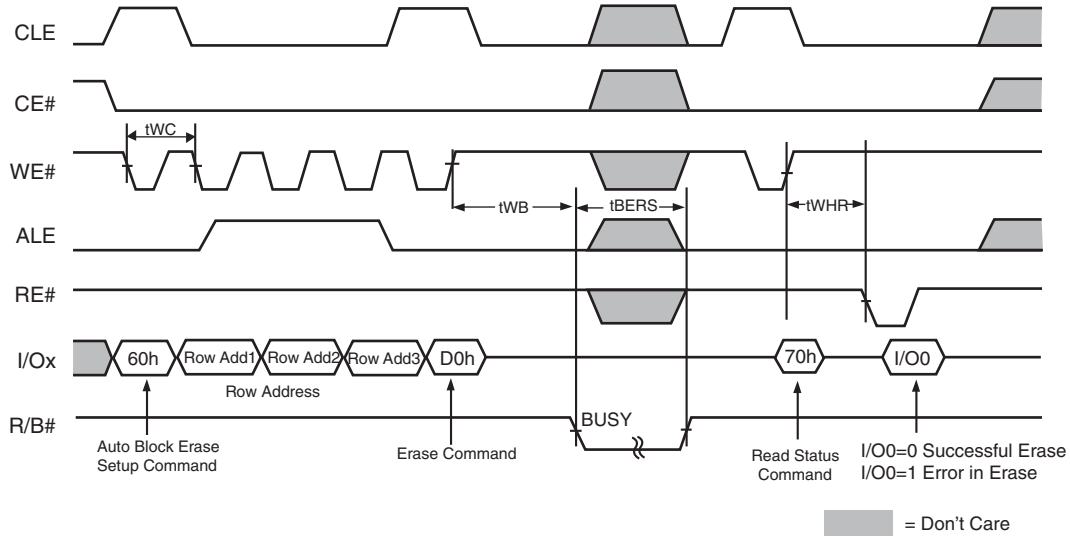 CLE
CE#
tWC
WE#
tWB
tBERS
tWHR
ALE
RE#
I/Ox
60h
Row Add1
Row Add2
Row Add3
D0h
70h
I/O0
Row Address
R/B#
BUSY
Auto Block Erase
Setup Command
Erase Command
Read Status
Command
I/O0=0 Successful Erase
I/O0=1 Error in Erase
= Don't Care